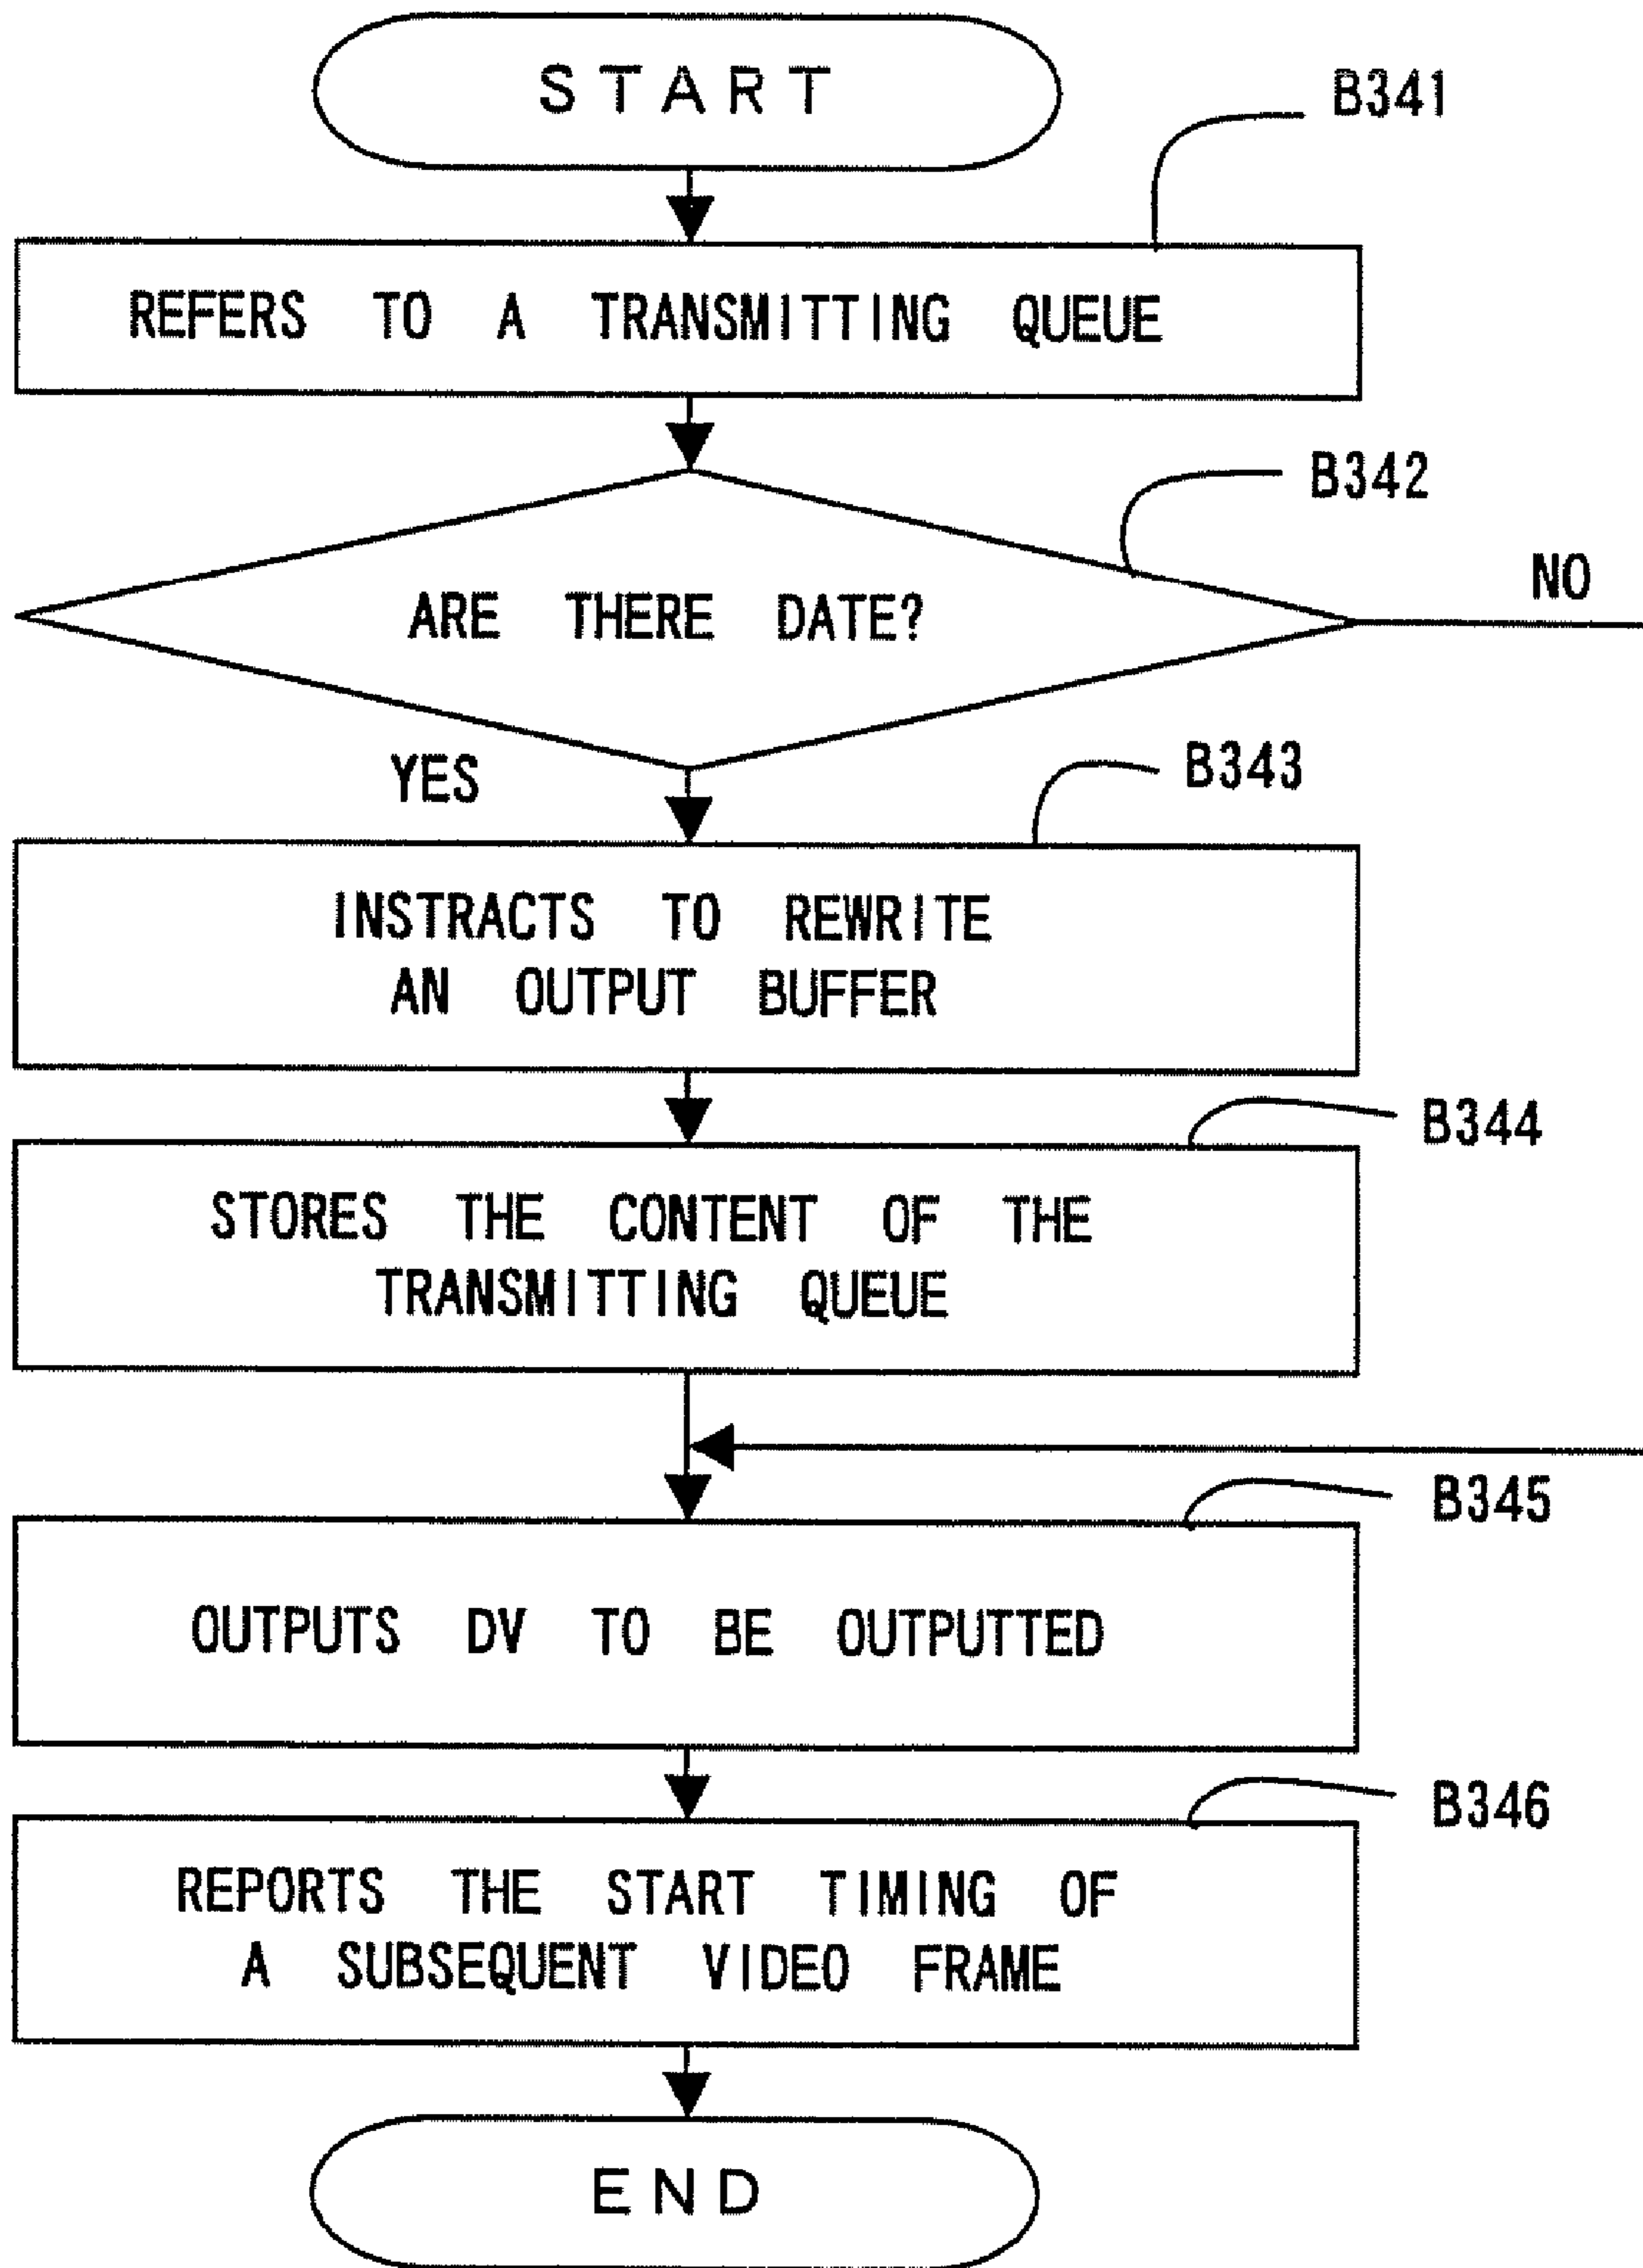 START
B341
REFERS TO A TRANSMITTING QUEUE
B342
ARE THERE DATE?
NO
YES
B343
INSTRACTS TO REWRITE
AN OUTPUT BUFFER
B344
STORES THE CONTENT OF THE
TRANSMITTING QUEUE
B345
OUTPUTS DV TO BE OUTPUTTED
B346
REPORTS THE START TIMING OF
A SUBSEQUENT VIDEO FRAME
END